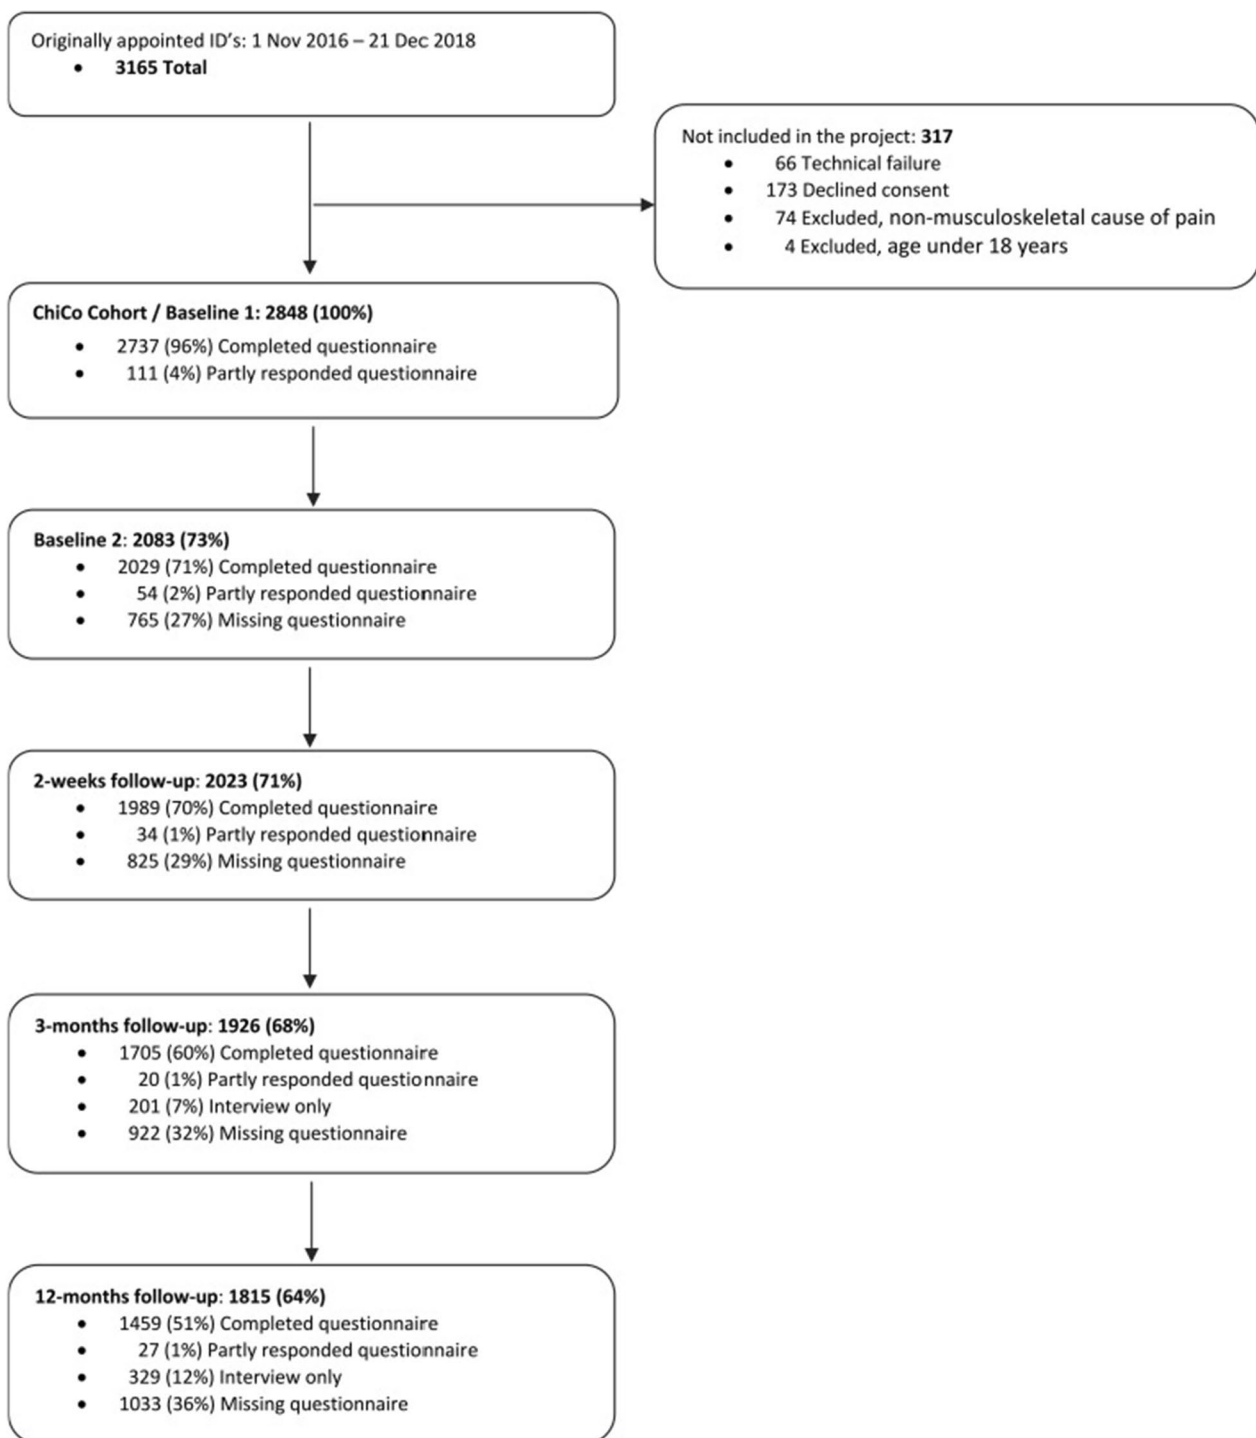 Originally appointed ID's: 1 Nov 2016 – 21 Dec 2018
• 3165 Total
Not included in the project: 317
• 66 Technical failure
• 173 Declined consent
• 74 Excluded, non-musculoskeletal cause of pain
• 4 Excluded, age under 18 years
ChiCo Cohort / Baseline 1: 2848 (100%)
• 2737 (96%) Completed questionnaire
• 111 (4%) Partly responded questionnaire
Baseline 2: 2083 (73%)
• 2029 (71%) Completed questionnaire
• 54 (2%) Partly responded questionnaire
• 765 (27%) Missing questionnaire
2-weeks follow-up: 2023 (71%)
• 1989 (70%) Completed questionnaire
• 34 (1%) Partly responded questionnaire
• 825 (29%) Missing questionnaire
3-months follow-up: 1926 (68%)
• 1705 (60%) Completed questionnaire
• 20 (1%) Partly responded questionnaire
• 201 (7%) Interview only
• 922 (32%) Missing questionnaire
12-months follow-up: 1815 (64%)
• 1459 (51%) Completed questionnaire
• 27 (1%) Partly responded questionnaire
• 329 (12%) Interview only
• 1033 (36%) Missing questionnaire